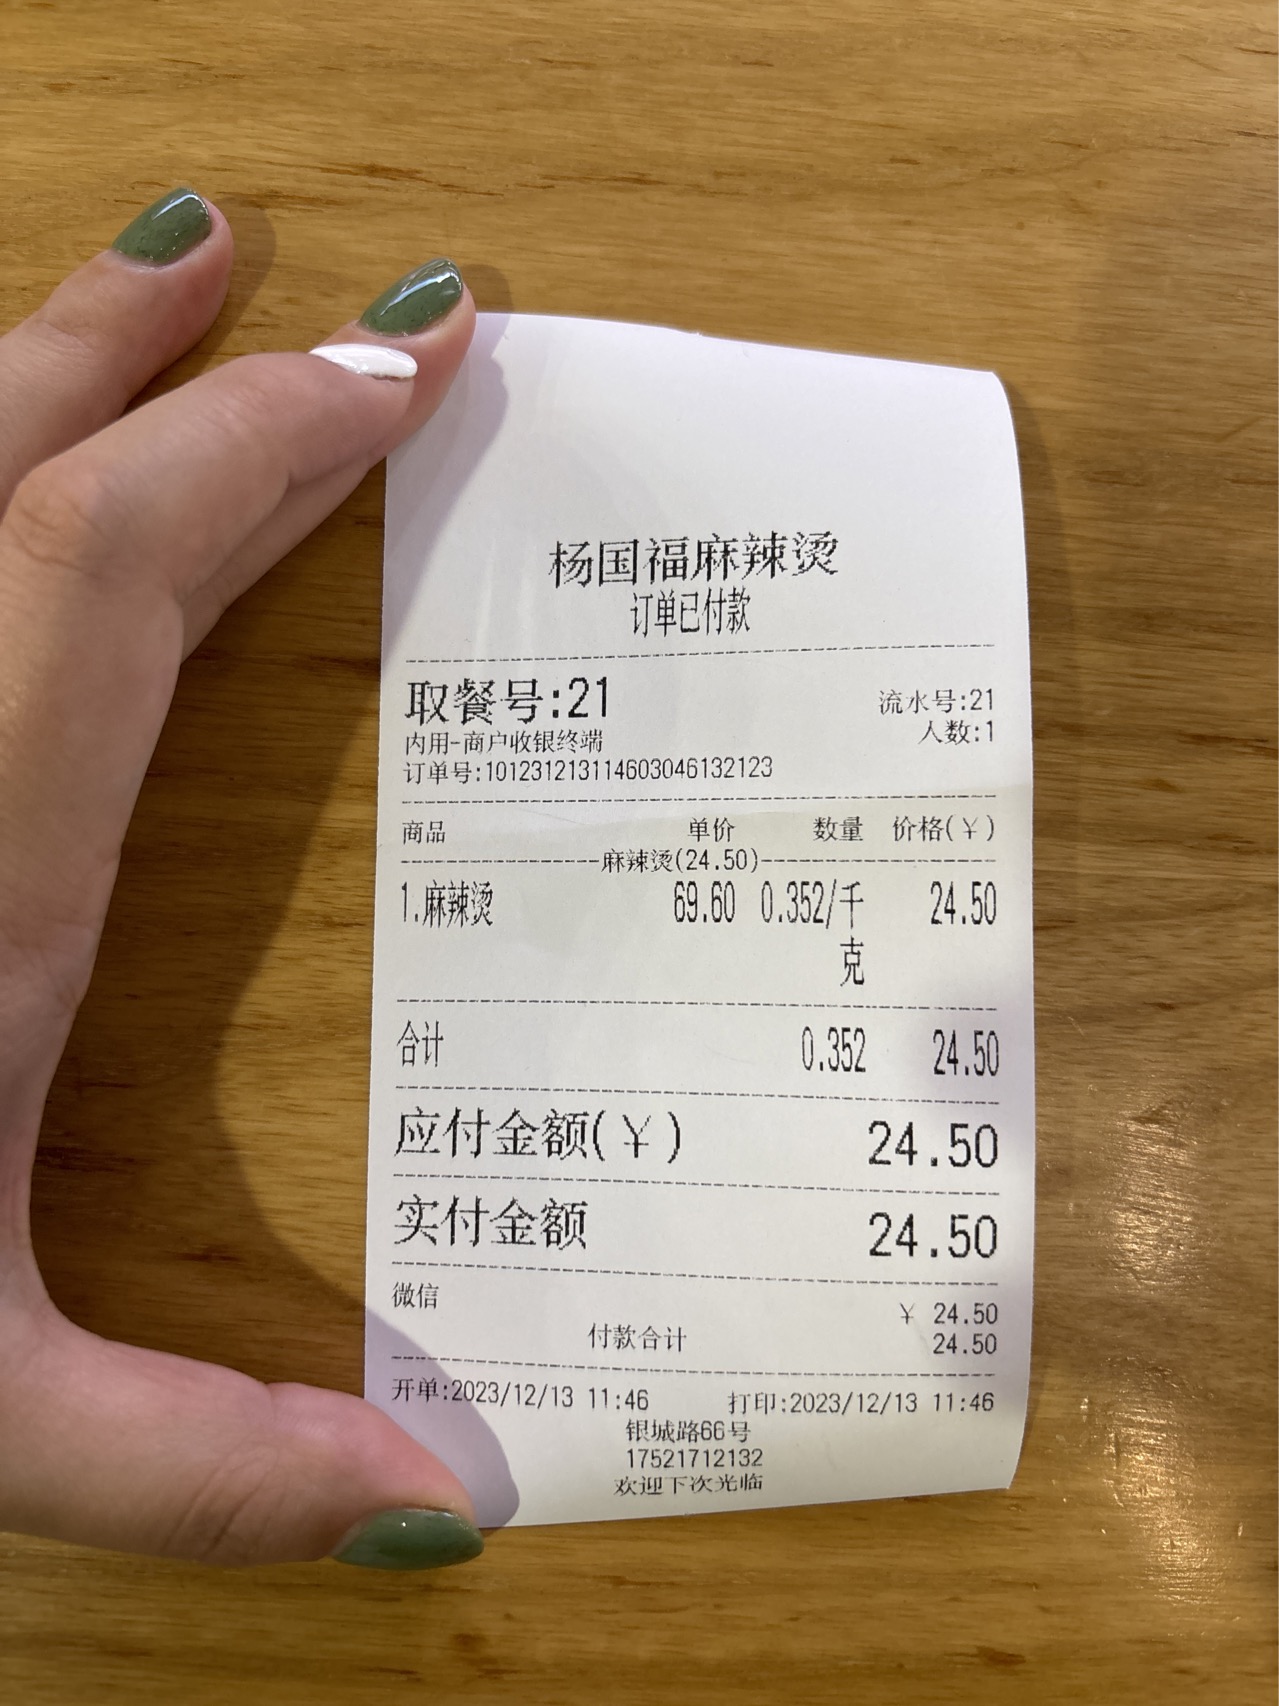 杨国福麻辣烫
订单已付款
取餐号:21 流水号:21
内用-商户收银终端 人数:1
订单号:101231213114603046132123
商品 单价 数量 价格(¥)
麻辣烫(24.50)
1.麻辣烫 69.60 0.352/千 24.50
克
合计 0.352 24.50
应付金额(¥) 24.50
实付金额 24.50
微信 ¥ 24.50
付款合计 24.50
开单:2023/12/13 11:46 打印:2023/12/13 11:46
银城路66号
17521712132
欢迎下次光临